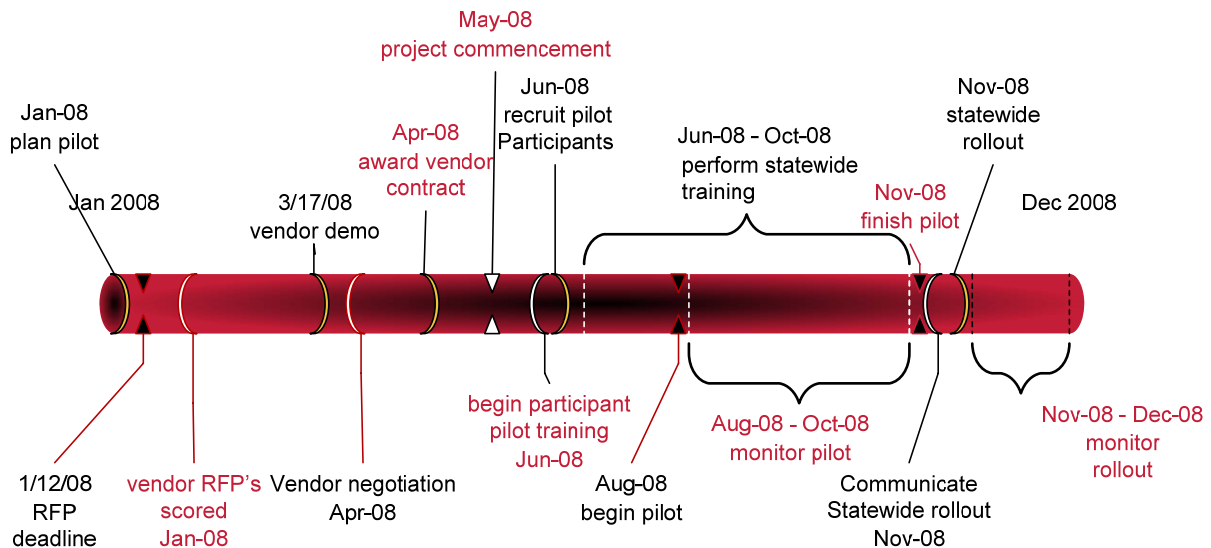 May-08
project commencement
Jan-08
plan pilot
Apr-08
award vendor
contract
Jun-08
recruit pilot
Participants
Jun-08 - Oct-08
perform statewide
training
Nov-08
statewide
rollout
Nov-08
finish pilot
Jan 2008
3/17/08
vendor demo
Dec 2008
1/12/08
RFP
deadline
vendor RFP's
scored
Jan-08
Vendor negotiation
Apr-08
begin participant
pilot training
Jun-08
Aug-08
begin pilot
Aug-08 - Oct-08
monitor pilot
Communicate
Statewide rollout
Nov-08
Nov-08 - Dec-08
monitor
rollout